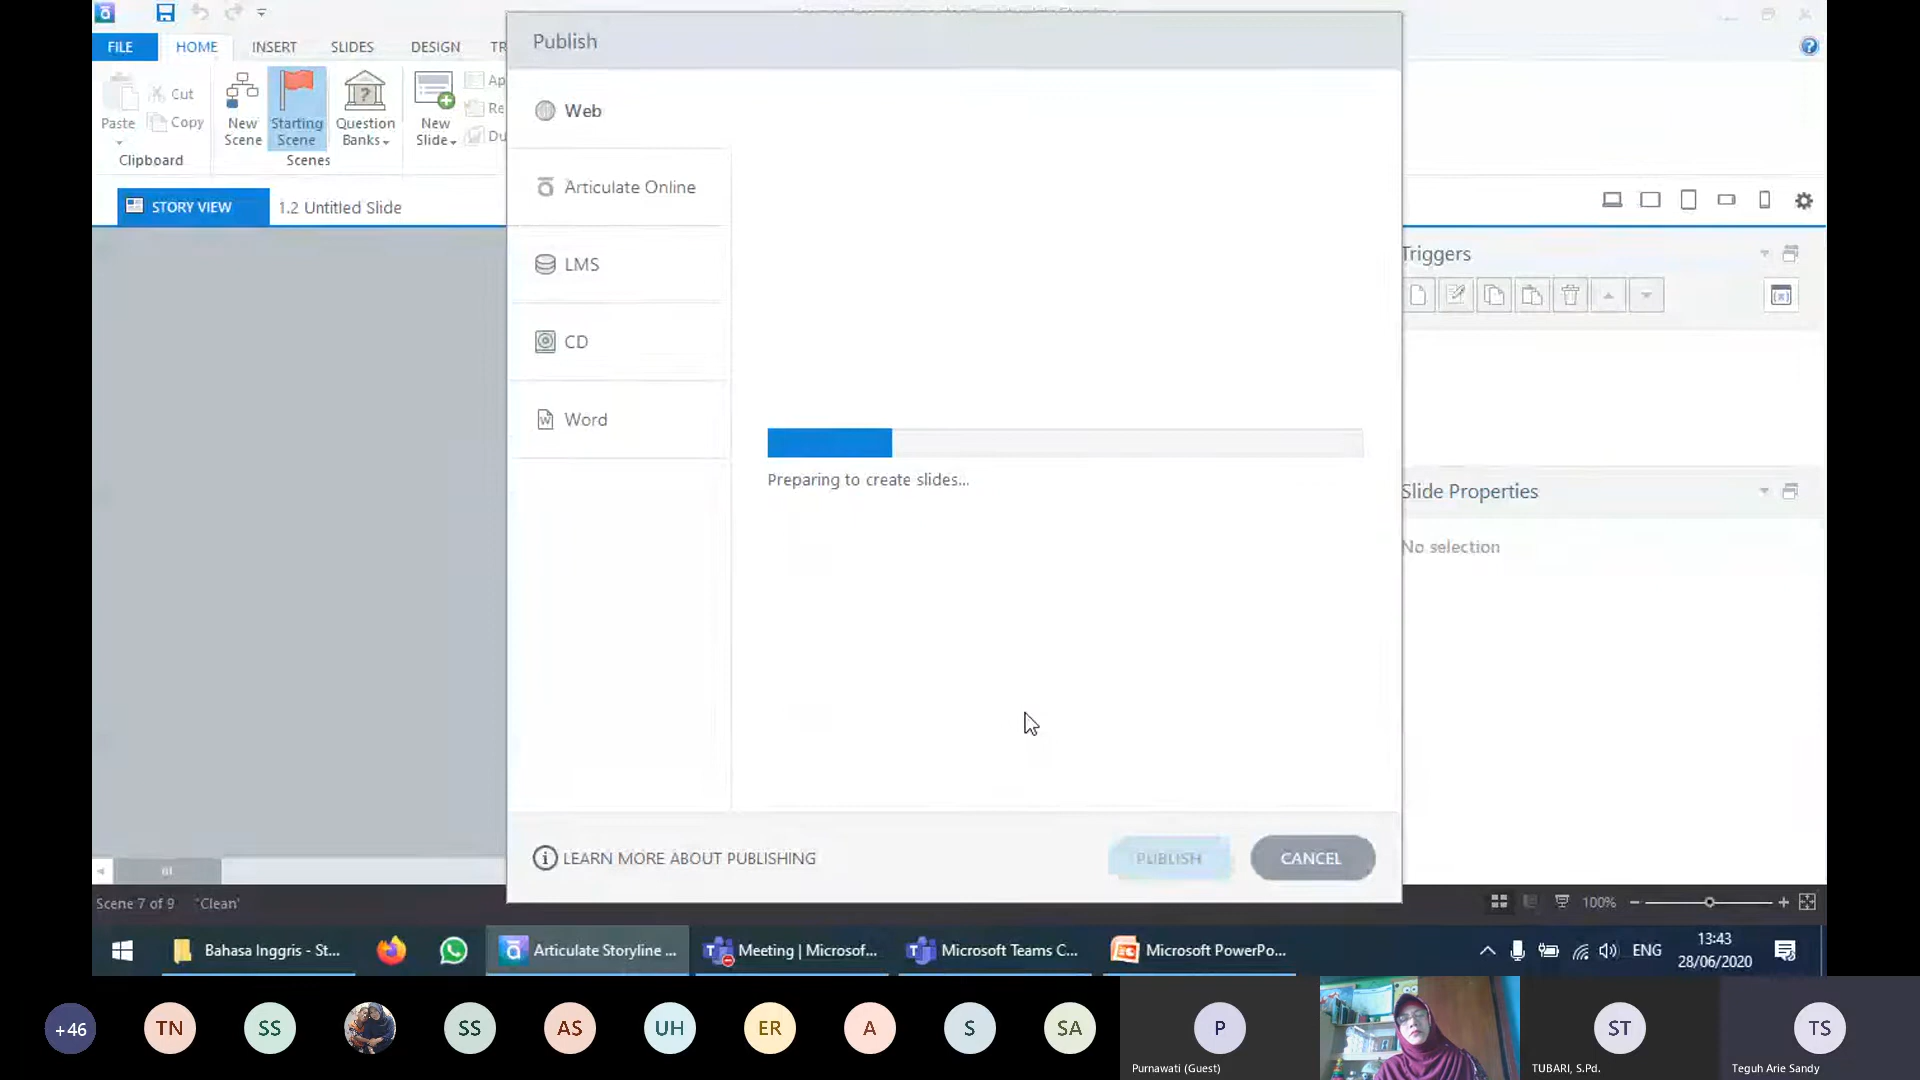 Publish
FILE
HOME
INSERT
SLIDES
DESIGN
TR
Paste
Cut
Copy
Clipboard
New Scene
Starting Scene
Question Banks
Scenes
New Slide
Ap
Re
Du
STORY VIEW
1.2 Untitled Slide
Web
Articulate Online
LMS
CD
Word
Preparing to create slides...
LEARN MORE ABOUT PUBLISHING
PUBLISH
CANCEL
Triggers
Slide Properties
No selection
Scene 7 of 9
'Clean'
100%
Bahasa Inggris - St...
Articulate Storyline ...
Meeting | Microsof...
Microsoft Teams C...
Microsoft PowerPo...
ENG
13:43
28/06/2020
+46
TN
SS
SS
AS
UH
ER
A
S
SA
P
Purnawati (Guest)
ST
TUBARI, S.Pd.
TS
Teguh Arie Sandy